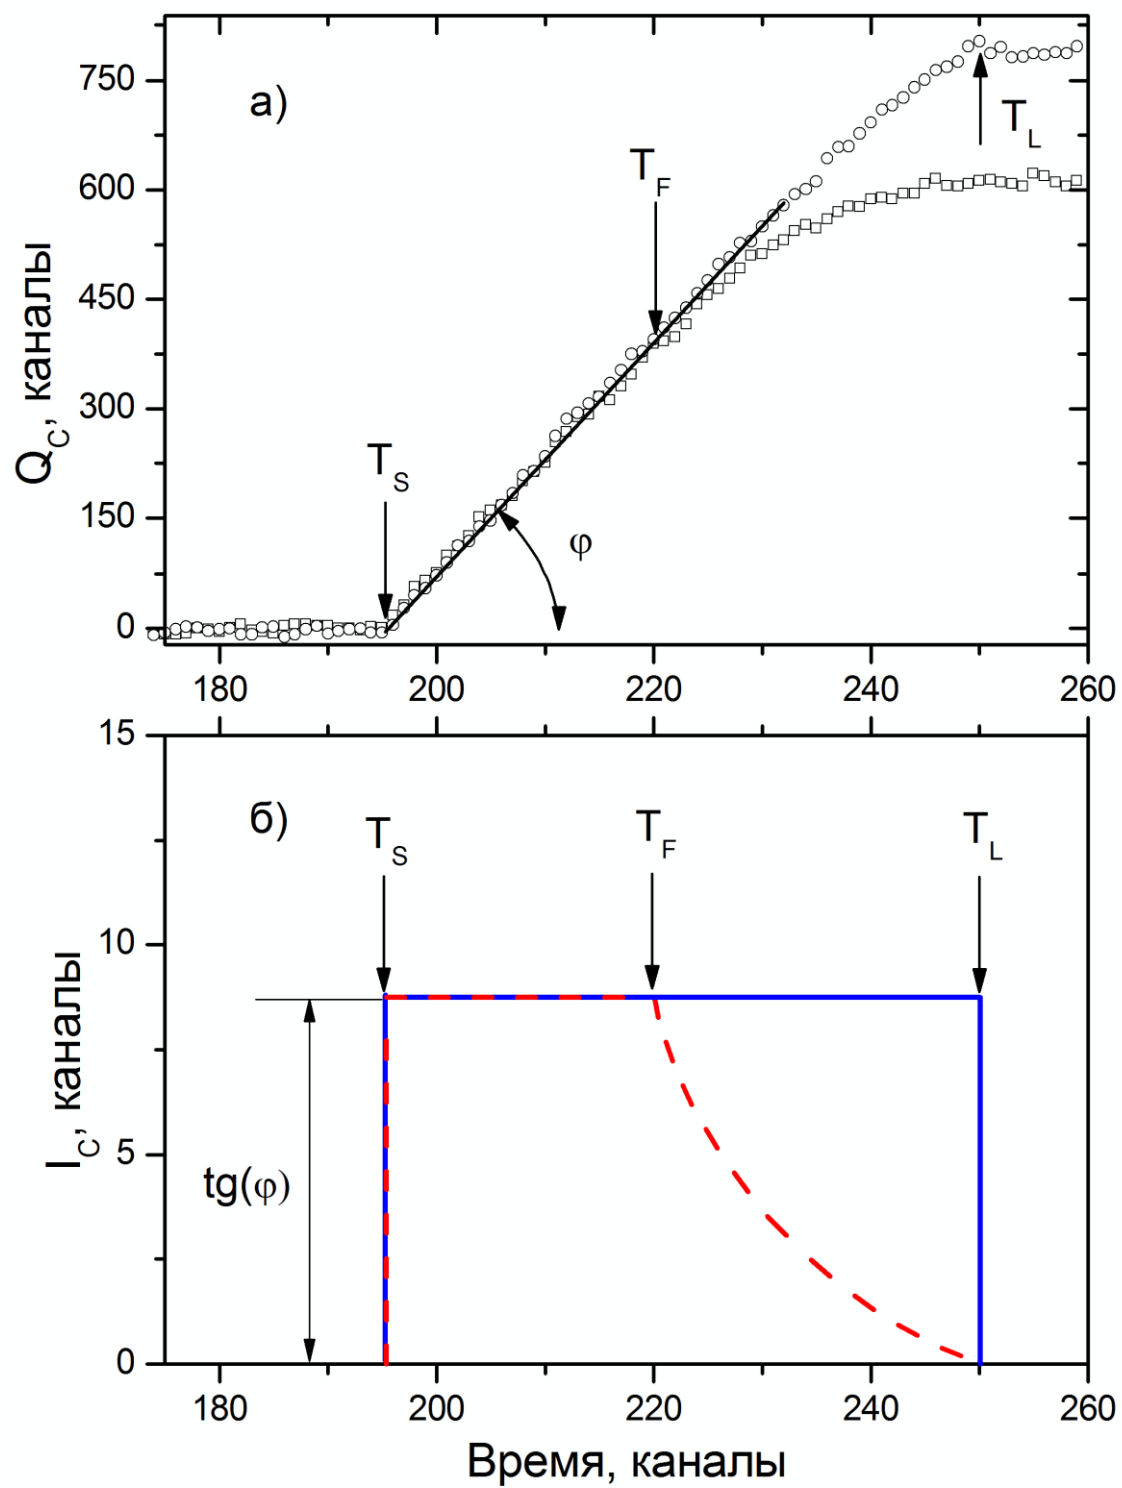 а)
750
600
450
300
150
0
Q_C, каналы
T_S
T_F
T_L
φ
180 200 220 240 260
б)
15
10
5
0
I_C, каналы
T_S
T_F
T_L
tg(φ)
180 200 220 240 260
Время, каналы